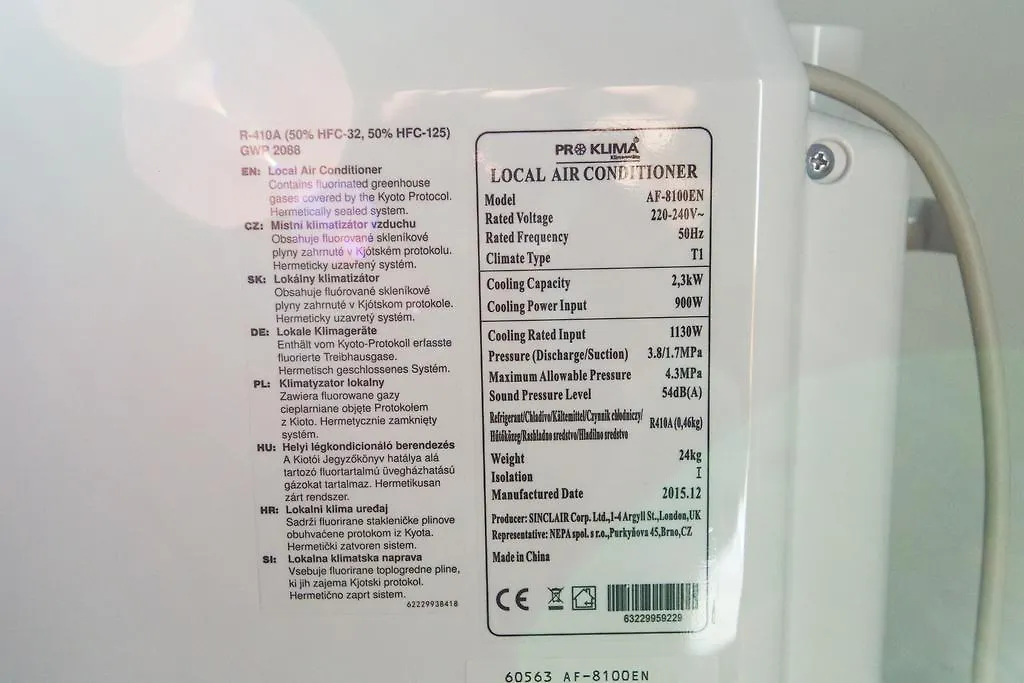 R-410A (50% HFC-32, 50% HFC-125)
GWP 2088
EN: Local Air Conditioner
Contains fluorinated greenhouse
gases covered by the Kyoto Protocol.
Hermetically sealed system.
CZ: Místní klimatizátor vzduchu
Obsahuje fluorované skleníkové
plyny zahrnuté v Kjótském protokolu.
Hermeticky uzavřený systém.
SK: Lokálny klimatizátor
Obsahuje fluórované skleníkové
plyny zahrnuté v Kjótskom protokole.
Hermeticky uzavretý systém.
DE: Lokale Klimageräte
Enthält vom Kyoto-Protokoll erfasste
fluorierte Treibhausgase.
Hermetisch geschlossenes Systém.
PL: Klimatyzator lokalny
Zawiera fluorowane gazy
cieplarniane objęte Protokołem
z Kioto. Hermetycznie zamknięty
systém.
HU: Helyi légkondicionáló berendezés
A Kiotói Jegyzőkönyv hatálya alá
tartozó fluortartalmú üvegházhatású
gázokat tartalmaz. Hermetikusan
zárt rendszer.
HR: Lokalni klima uređaj
Sadrži fluorirane stakleničke plinove
obuhvaćene protokom iz Kyota.
Hermetički zatvoren sistem.
SI: Lokalna klimatska naprava
Vsebuje fluorirane toplogredne pline,
ki jih zajema Kjotski protokol.
Hermetično zaprt sistem.
62229938418
PRO KLIMA®
Klimageräte
LOCAL AIR CONDITIONER
Model AF-8100EN
Rated Voltage 220-240V~
Rated Frequency 50Hz
Climate Type T1
Cooling Capacity 2,3kW
Cooling Power Input 900W
Cooling Rated Input 1130W
Pressure (Discharge/Suction) 3.8/1.7MPa
Maximum Allowable Pressure 4.3MPa
Sound Pressure Level 54dB(A)
Refrigerant/Chladivo/Kältemittel/Czynnik chłodniczy/
Hűtőközeg/Rashladno sredstvo/Hladilno sredstvo R410A (0,46kg)
Weight 24kg
Isolation I
Manufactured Date 2015.12
Producer: SINCLAIR Corp. Ltd.,1-4 Argyll St.,London,UK
Representative: NEPA spol. s r.o.,Purkyňova 45,Brno,CZ
Made in China
CE
63229959229
60563 AF-8100EN